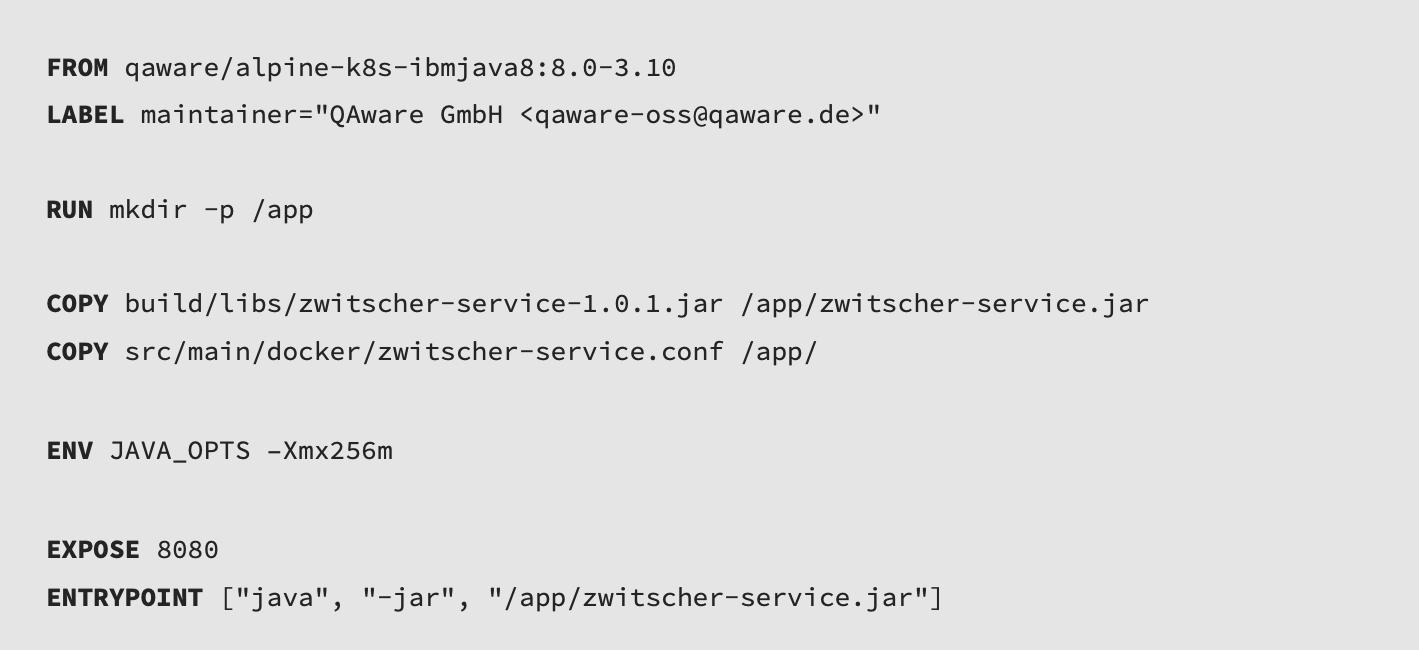 FROM qaware/alpine-k8s-ibmjava8:8.0-3.10
LABEL maintainer="QAware GmbH <qaware-oss@qaware.de>"
RUN mkdir -p /app
COPY build/libs/zwitscher-service-1.0.1.jar /app/zwitscher-service.jar
COPY src/main/docker/zwitscher-service.conf /app/
ENV JAVA_OPTS –Xmx256m
EXPOSE 8080
ENTRYPOINT ["java", "-jar", "/app/zwitscher-service.jar"]